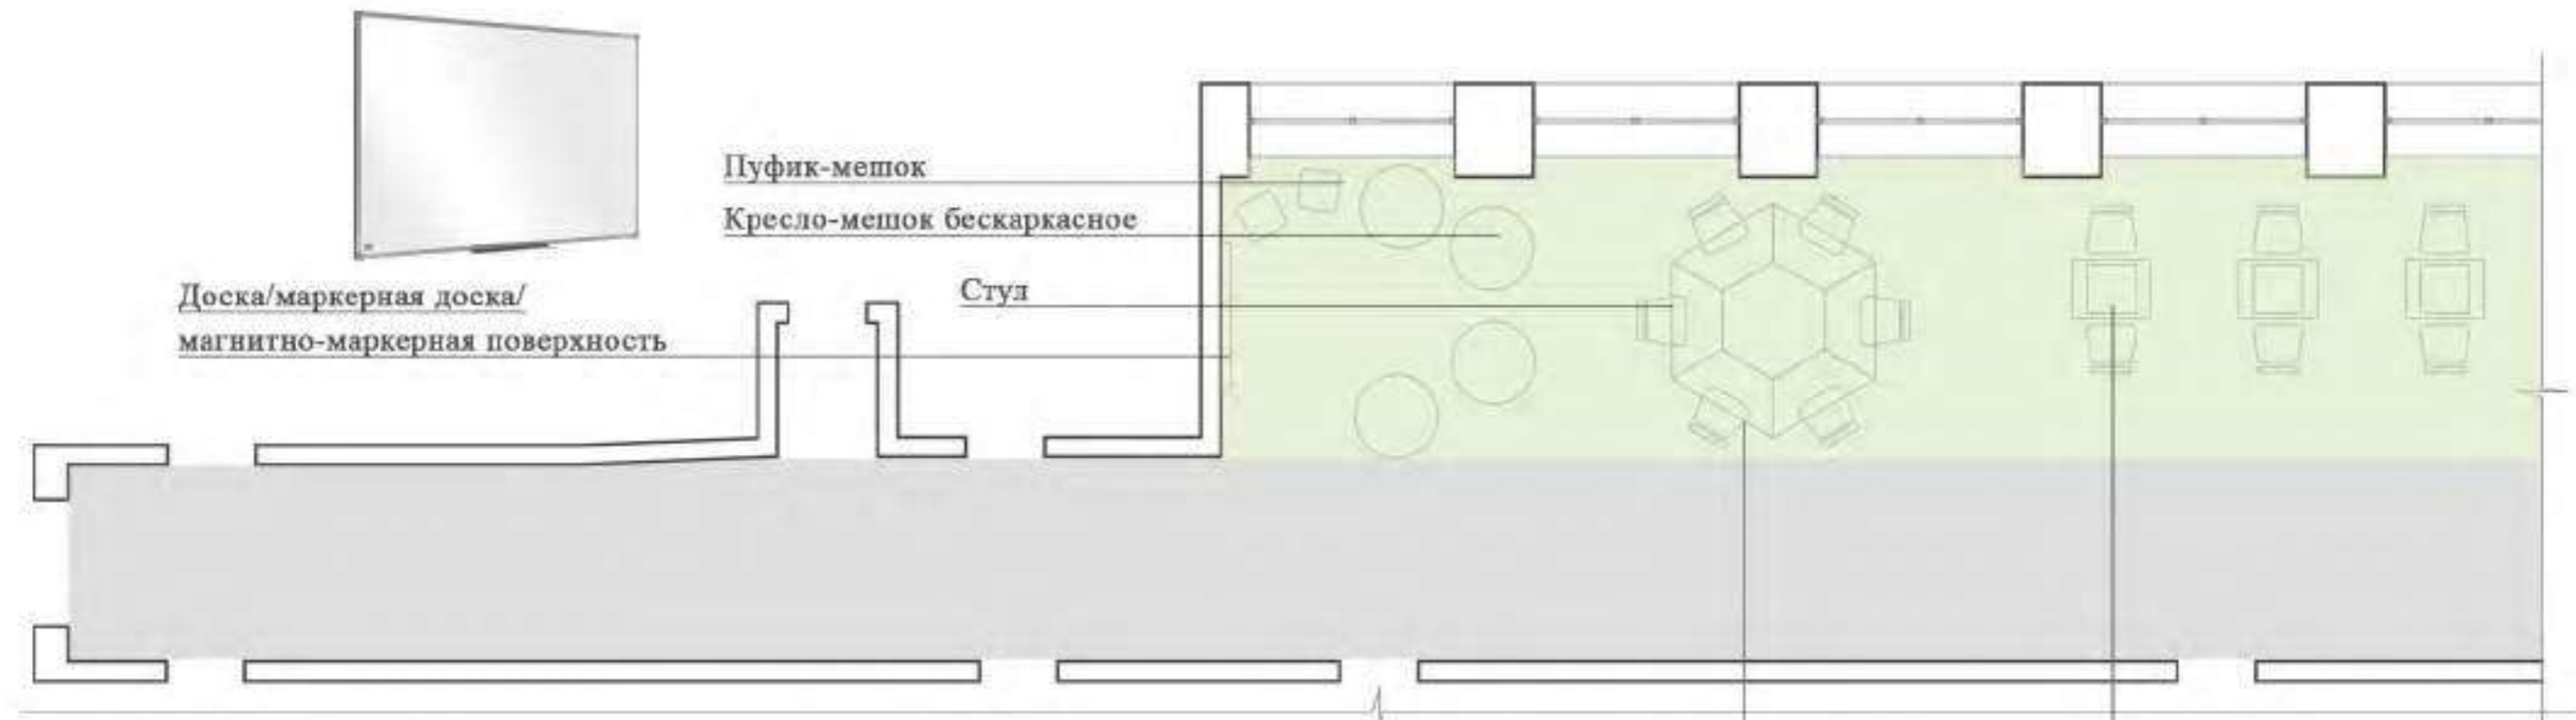 Пуфик-мешок
Кресло-мешок бескаркасное
Стул
Доска/маркерная доска/
магнитно-маркерная поверхность